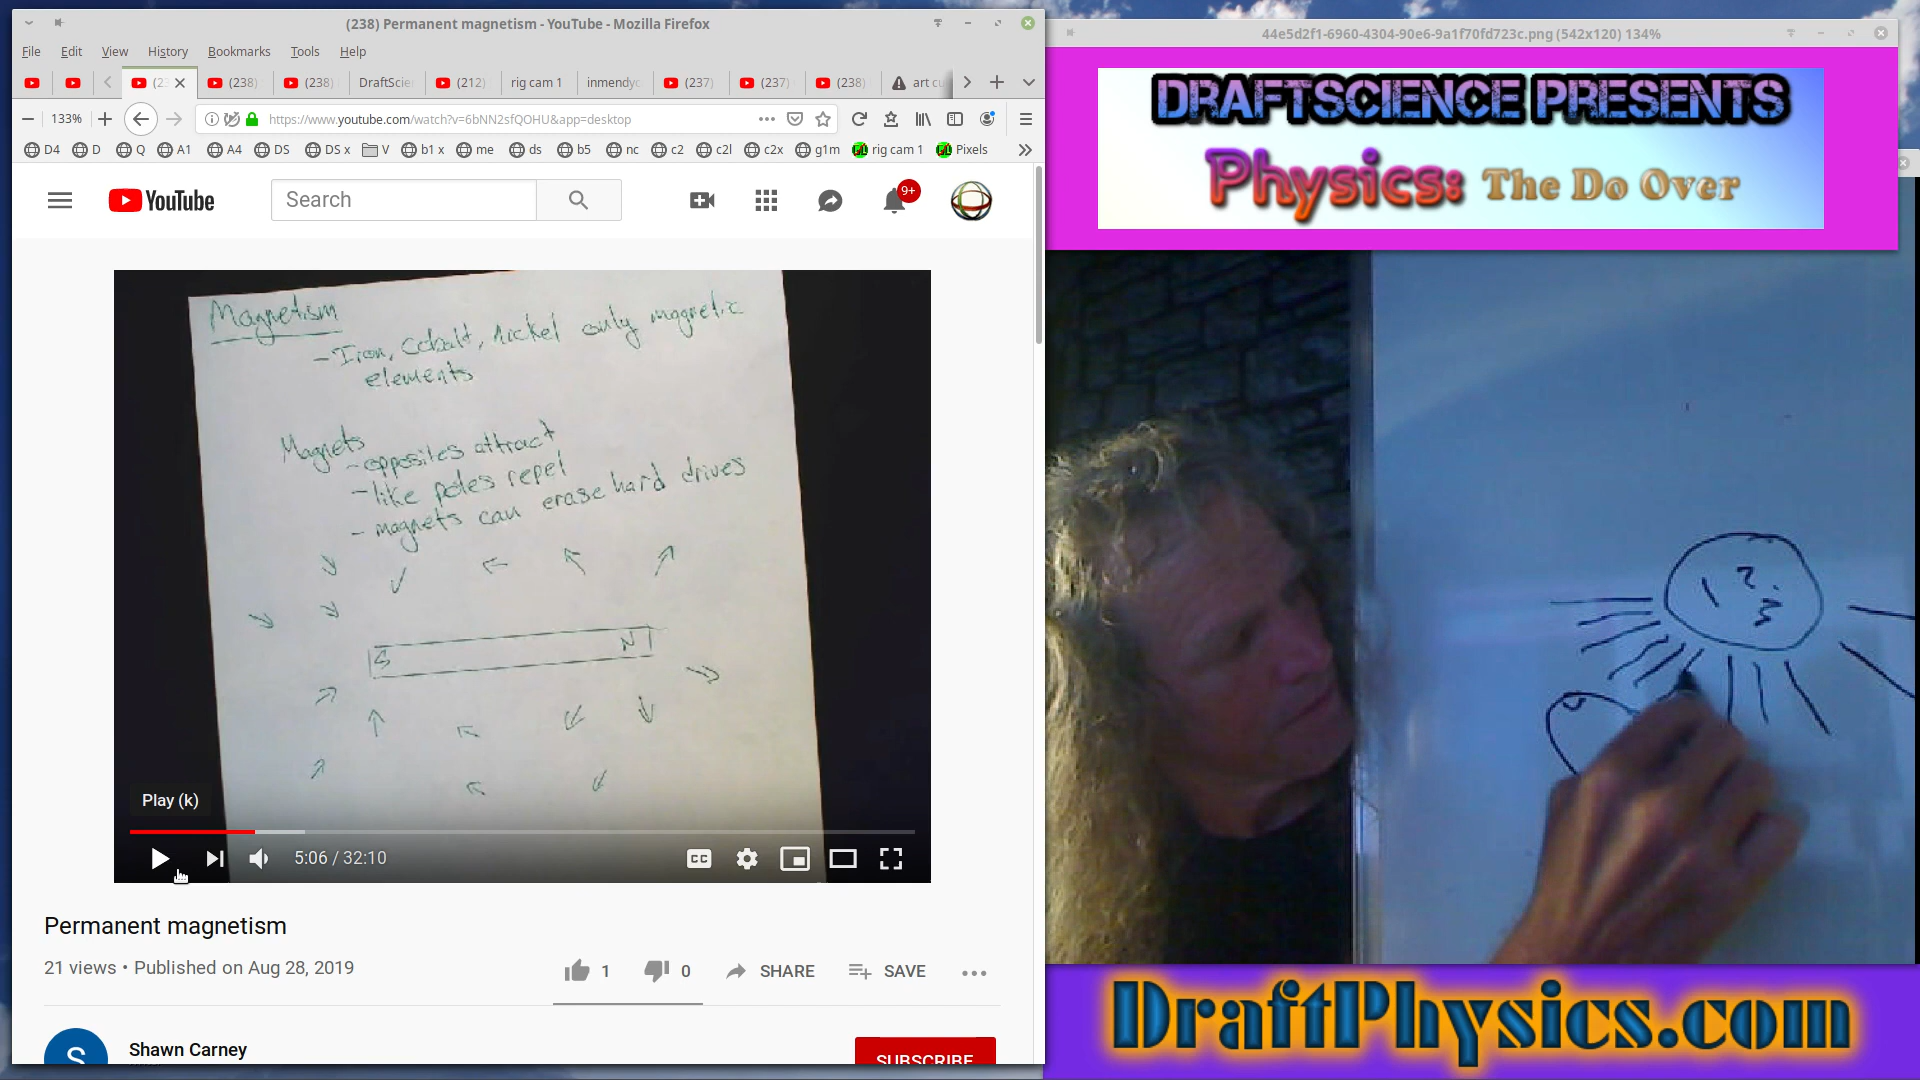 (238) Permanent magnetism - YouTube - Mozilla Firefox
File Edit View History Bookmarks Tools Help
(23 (238) (238) DraftScie (212) rig cam 1 inmendyc (237) (237) (238) art cu
133% https://www.youtube.com/watch?v=6bNN2sfQOHU&app=desktop
D4 D Q A1 A4 DS DS x V b1 x me ds b5 nc c2 c2l c2x g1m rig cam 1 Pixels
YouTube Search 9+
Magnetism
- Iron, Cobalt, nickel only magnetic
elements
Magnets
- opposites attract
- like poles repel
- magnets can erase hard drives
S N
Play (k)
5:06 / 32:10 CC
Permanent magnetism
21 views • Published on Aug 28, 2019 1 0 SHARE SAVE
S Shawn Carney SUBSCRIBE
44e5d2f1-6960-4304-90e6-9a1f70fd723c.png (542x120) 134%
DRAFTSCIENCE PRESENTS
Physics: The Do Over
DraftPhysics.com